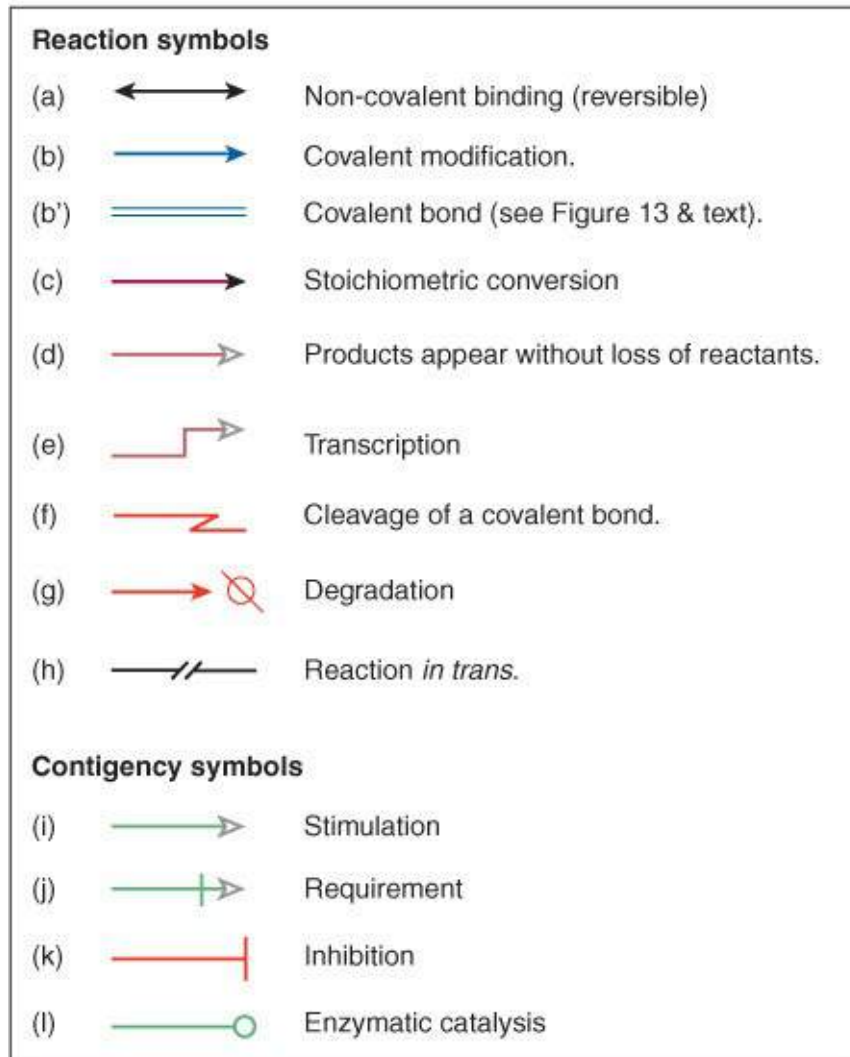 Reaction symbols
(a) Non-covalent binding (reversible)
(b) Covalent modification.
(b’) Covalent bond (see Figure 13 & text).
(c) Stoichiometric conversion
(d) Products appear without loss of reactants.
(e) Transcription
(f) Cleavage of a covalent bond.
(g) Degradation
(h) Reaction in trans.
Contigency symbols
(i) Stimulation
(j) Requirement
(k) Inhibition
(l) Enzymatic catalysis